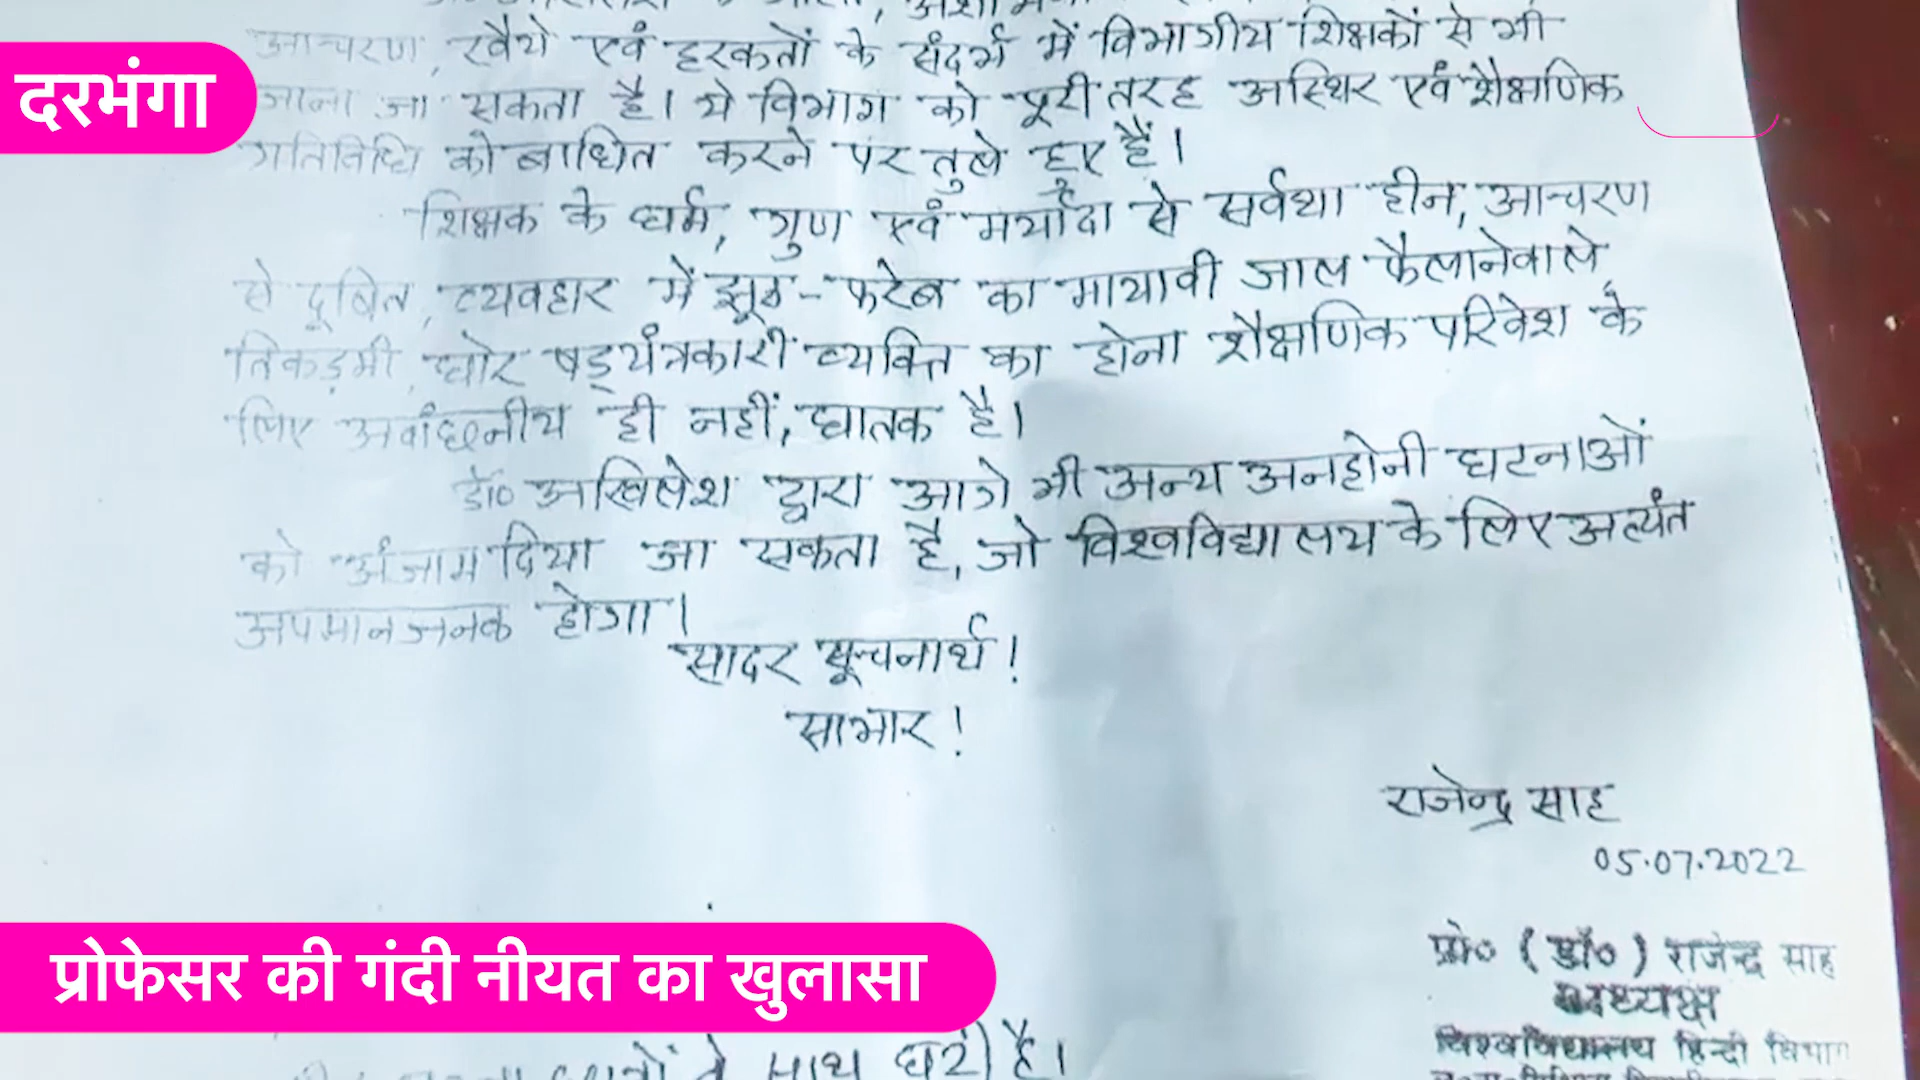 दरभंगा
आचरण, रवैये एवं हरकतों के संदर्भ में विभागीय शिक्षकों से भी
जाना जा सकता है। ये विभाग को पूरी तरह अस्थिर एवं शैक्षणिक
गतिविधि को बाधित करने पर तुले हुए हैं।
शिक्षक के धर्म, गुण एवं मर्यादा से सर्वथा हीन, आचरण
से दूषित, व्यवहार में झूठ-फरेब का मायावी जाल फैलानेवाले,
तिकड़मी, घोर षड्यंत्रकारी व्यक्ति का होना शैक्षणिक परिवेश के
लिए अवांछनीय ही नहीं, घातक है।
डॉ० अखिलेश द्वारा आगे भी अन्य अनहोनी घटनाओं
को अंजाम दिया जा सकता है, जो विश्वविद्यालय के लिए अत्यंत
अपमानजनक होगा।
सादर सूचनार्थ!
साभार!
राजेन्द्र साह
05.07.2022
प्रो० (डॉ०) राजेन्द्र साह
अध्यक्ष
विश्वविद्यालय हिन्दी विभाग
प्रोफेसर की गंदी नीयत का खुलासा
साथ घटी है।